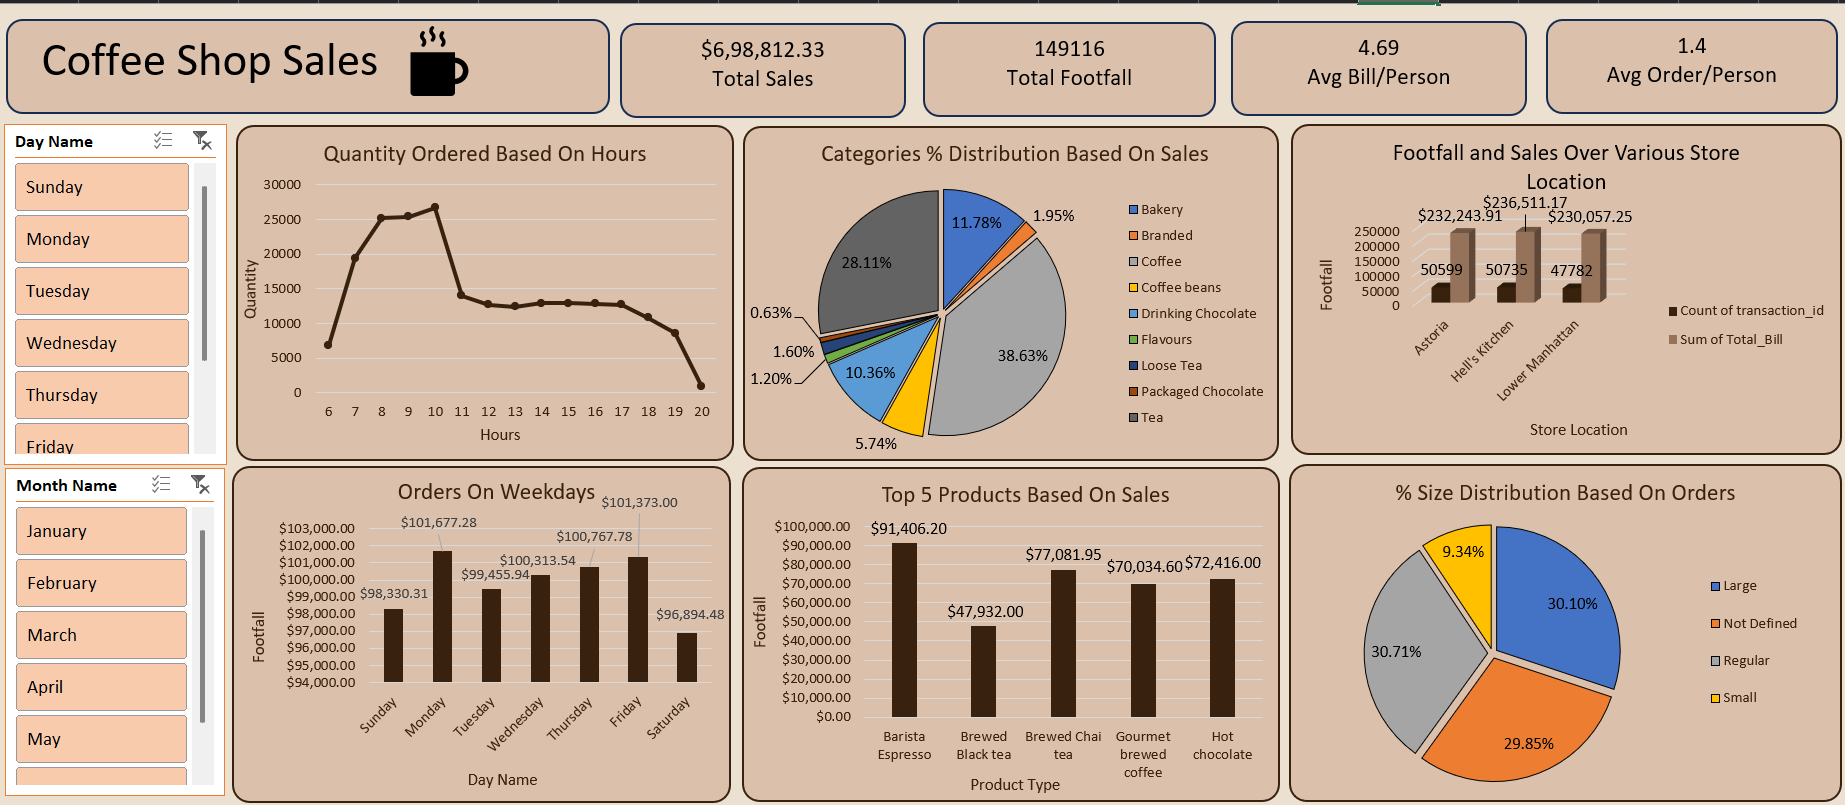 Coffee Shop Sales
$6,98,812.33
Total Sales
149116
Total Footfall
4.69
Avg Bill/Person
1.4
Avg Order/Person
Day Name
Sunday
Monday
Tuesday
Wednesday
Thursday
Friday
Month Name
January
February
March
April
May
Quantity Ordered Based On Hours
30000
25000
20000
15000
10000
5000
0
Quantity
6 7 8 9 10 11 12 13 14 15 16 17 18 19 20
Hours
Categories % Distribution Based On Sales
11.78%
1.95%
28.11%
0.63%
1.60%
1.20%
10.36%
38.63%
5.74%
Bakery
Branded
Coffee
Coffee beans
Drinking Chocolate
Flavours
Loose Tea
Packaged Chocolate
Tea
Footfall and Sales Over Various Store
Location
$232,243.91
$236,511.17
$230,057.25
250000
200000
150000
100000
50000
0
50599
50735
47782
Footfall
Astoria
Hell's Kitchen
Lower Manhattan
Store Location
Count of transaction_id
Sum of Total_Bill
Orders On Weekdays
$103,000.00
$102,000.00
$101,000.00
$100,000.00
$99,000.00
$98,000.00
$97,000.00
$96,000.00
$95,000.00
$94,000.00
Footfall
$98,330.31
$101,677.28
$99,455.94
$100,313.54
$100,767.78
$101,373.00
$96,894.48
Sunday
Monday
Tuesday
Wednesday
Thursday
Friday
Saturday
Day Name
Top 5 Products Based On Sales
$100,000.00
$90,000.00
$80,000.00
$70,000.00
$60,000.00
$50,000.00
$40,000.00
$30,000.00
$20,000.00
$10,000.00
$0.00
Footfall
$91,406.20
$47,932.00
$77,081.95
$70,034.60
$72,416.00
Barista
Espresso
Brewed
Black tea
Brewed Chai
tea
Gourmet
brewed
coffee
Hot
chocolate
Product Type
% Size Distribution Based On Orders
9.34%
30.10%
30.71%
29.85%
Large
Not Defined
Regular
Small